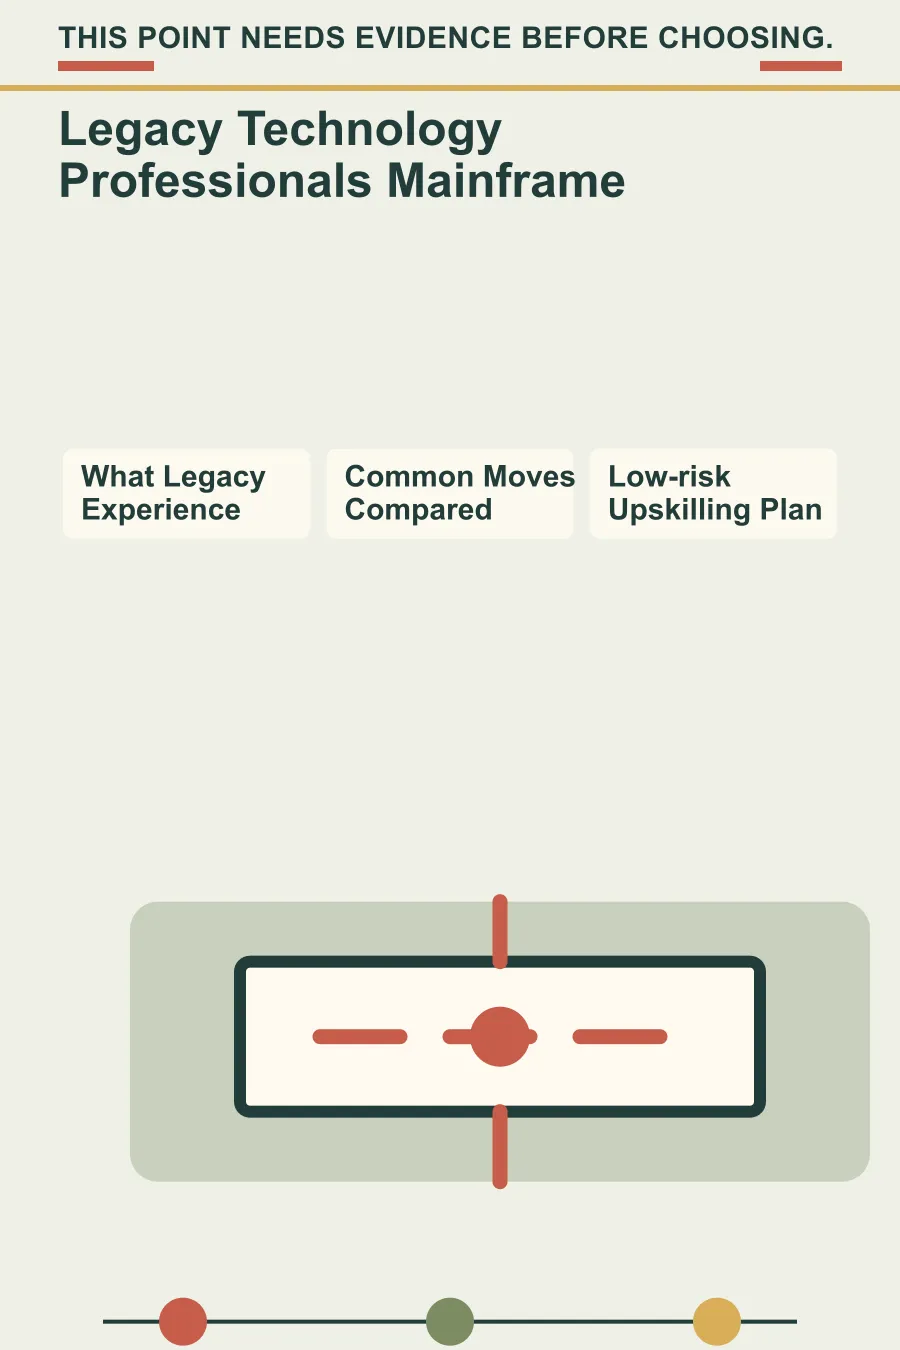 THIS POINT NEEDS EVIDENCE BEFORE CHOOSING.
Legacy Technology
Professionals Mainframe
What Legacy
Experience
Common Moves
Compared
Low-risk
Upskilling Plan